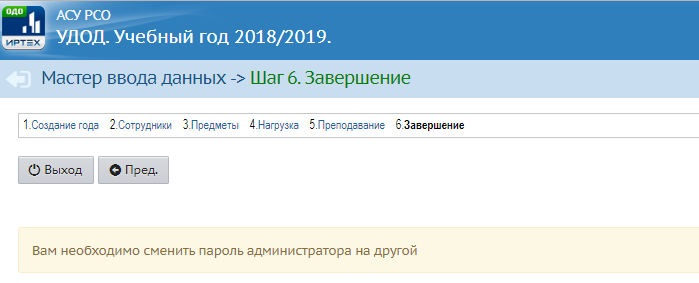 ОДО
ИРТЕХ
АСУ РСО
УДОД. Учебный год 2018/2019.
Мастер ввода данных -> Шаг 6. Завершение
1.Создание года 2.Сотрудники 3.Предметы 4.Нагрузка 5.Преподавание 6.Завершение
Выход Пред.
Вам необходимо сменить пароль администратора на другой